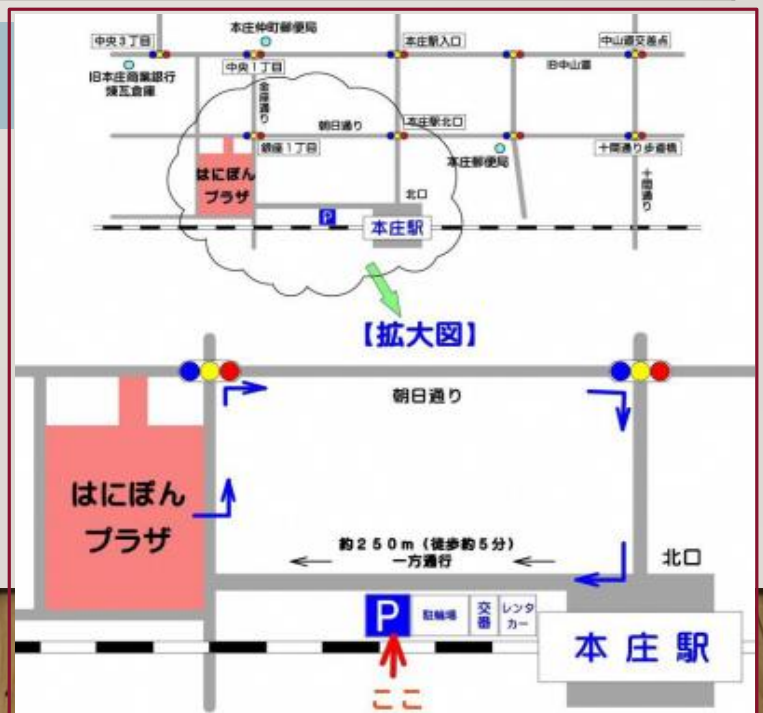 中央３丁目
本庄仲町郵便局
本庄駅入口
中山道交差点
旧本庄商業銀行
煉瓦倉庫
中央１丁目
旧中山道
金座通り
朝日通り
本庄駅北口
銀座１丁目
本庄郵便局
十間通り歩道橋
はにぽん
プラザ
北口
十間通り
P
本庄駅
【拡大図】
朝日通り
はにぽん
プラザ
約２５０ｍ（徒歩約５分）
一方通行
北口
P
駐輪場
交番
レンタ
カー
本庄駅
ここ